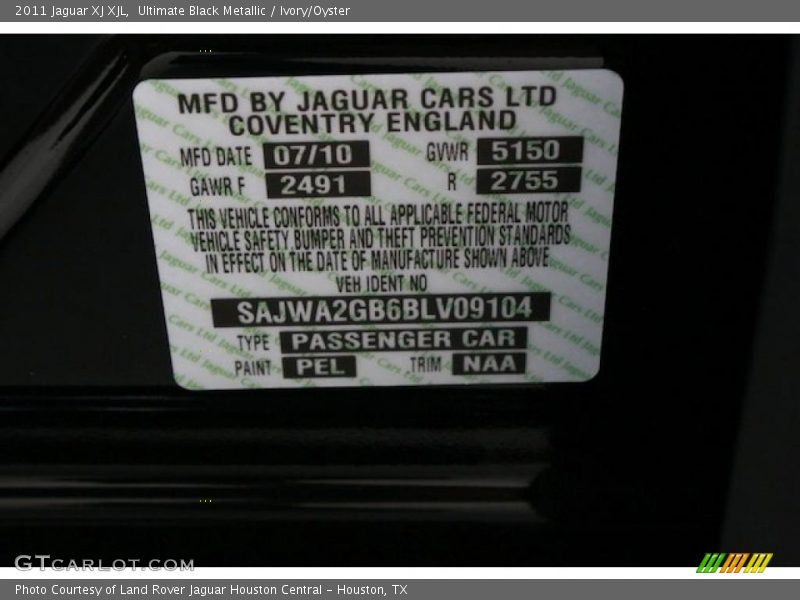 2011 Jaguar XJ XJL, Ultimate Black Metallic / Ivory/Oyster
MFD BY JAGUAR CARS LTD
COVENTRY ENGLAND
MFD DATE 07/10 GVWR 5150
GAWR F 2491 R 2755
THIS VEHICLE CONFORMS TO ALL APPLICABLE FEDERAL MOTOR
VEHICLE SAFETY BUMPER AND THEFT PREVENTION STANDARDS
IN EFFECT ON THE DATE OF MANUFACTURE SHOWN ABOVE
VEH IDENT NO
SAJWA2GB6BLV09104
TYPE PASSENGER CAR
PAINT PEL TRIM NAA
GTCARLOT.COM
Photo Courtesy of Land Rover Jaguar Houston Central - Houston, TX